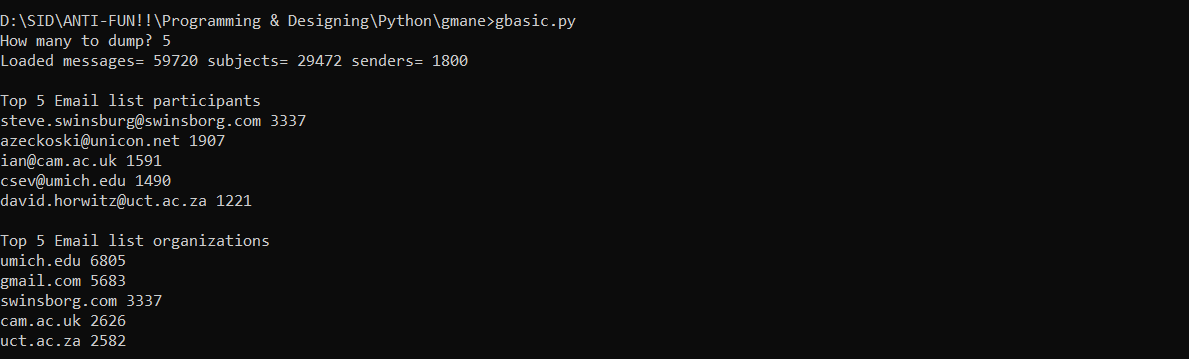 D:\SID\ANTI-FUN!!\Programming & Designing\Python\gmane>gbasic.py
How many to dump? 5
Loaded messages= 59720 subjects= 29472 senders= 1800
Top 5 Email list participants
steve.swinsburg@swinsborg.com 3337
azeckoski@unicon.net 1907
ian@cam.ac.uk 1591
csev@umich.edu 1490
david.horwitz@uct.ac.za 1221
Top 5 Email list organizations
umich.edu 6805
gmail.com 5683
swinsborg.com 3337
cam.ac.uk 2626
uct.ac.za 2582